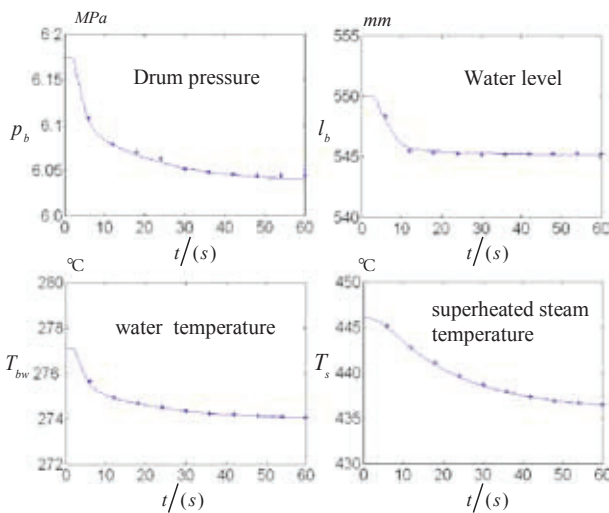 MPa
6.2
6.15
6.1
6.05
6.0
p_b
Drum pressure
0 10 20 30 40 50 60
t/(s)
mm
555
550
545
540
l_b
Water level
0 10 20 30 40 50 60
t/(s)
°C
280
278
276
274
272
T_bw
water temperature
0 10 20 30 40 50 60
t/(s)
°C
450
445
440
435
430
T_s
superheated steam
temperature
0 10 20 30 40 50 60
t/(s)